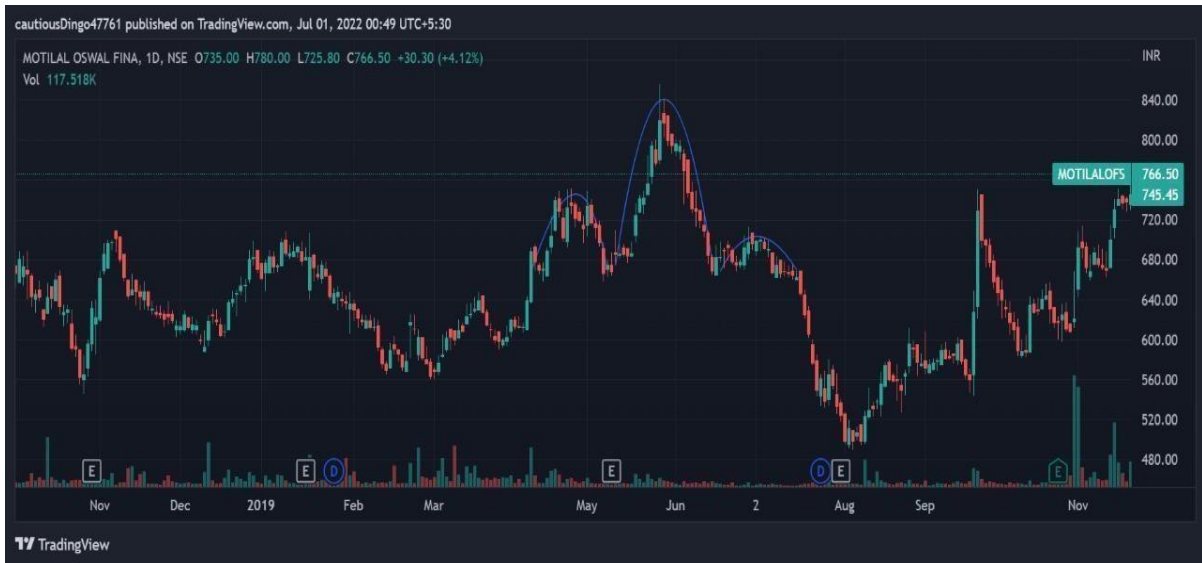 cautiousDingo47761 published on TradingView.com, Jul 01, 2022 00:49 UTC+5:30
MOTILAL OSWAL FINA, 1D, NSE O735.00 H780.00 L725.80 C766.50 +30.30 (+4.12%)
INR
Vol 117.518K
840.00
800.00
MOTILALOFS 766.50
745.45
720.00
680.00
640.00
600.00
560.00
520.00
480.00
E E D E D E E
Nov Dec 2019 Feb Mar May Jun 2 Aug Sep Nov
TradingView